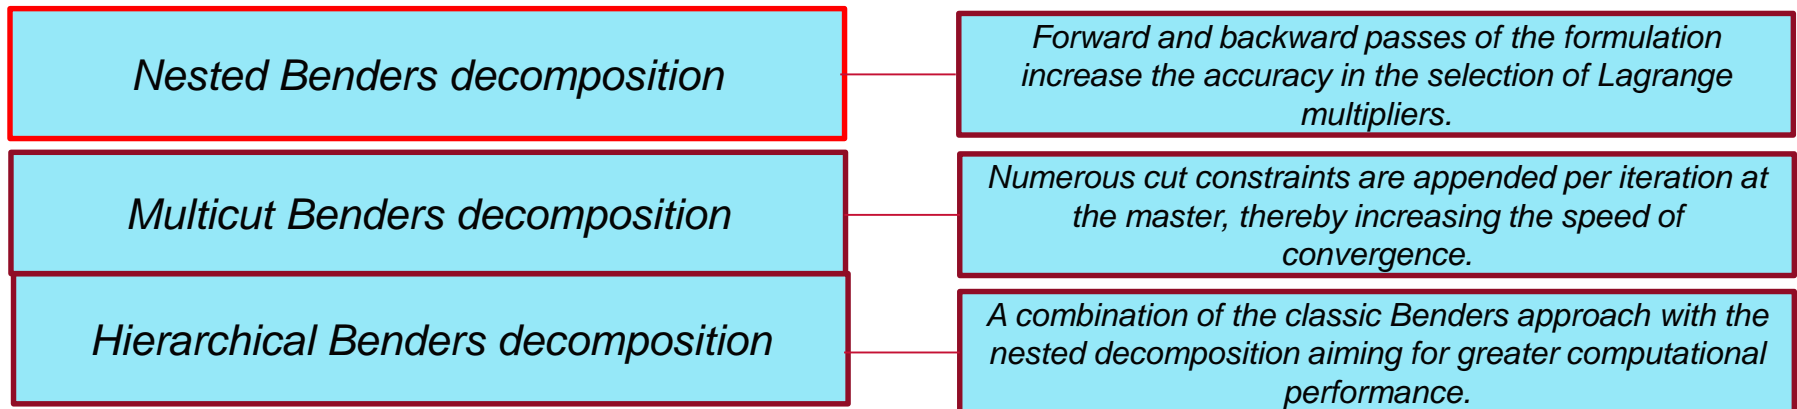 Nested Benders decomposition
Forward and backward passes of the formulation
increase the accuracy in the selection of Lagrange
multipliers.
Multicut Benders decomposition
Numerous cut constraints are appended per iteration at
the master, thereby increasing the speed of
convergence.
Hierarchical Benders decomposition
A combination of the classic Benders approach with the
nested decomposition aiming for greater computational
performance.